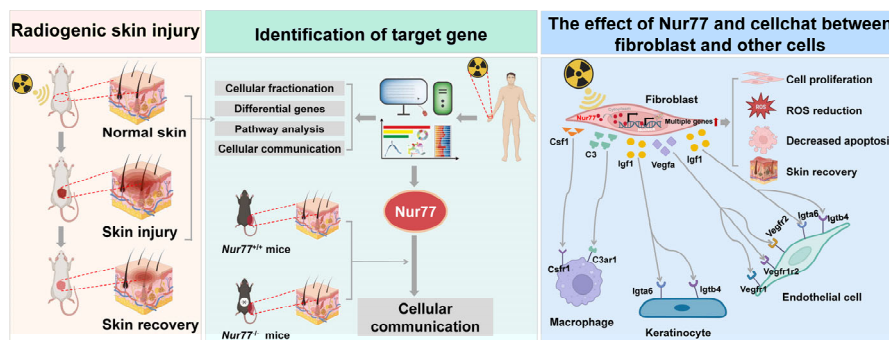 Radiogenic skin injury
Normal skin
Skin injury
Skin recovery
Identification of target gene
Cellular fractionation
Differential genes
Pathway analysis
Cellular communication
Nur77
Nur77+/+ mice
Nur77-/- mice
Cellular
communication
The effect of Nur77 and cellchat between
fibroblast and other cells
Fibroblast
Nur77
Multiple genes
Csf1
C3
Igf1
Vegfa
Igf1
Cell proliferation
ROS
ROS reduction
Decreased apoptosis
Skin recovery
Csfr1
C3ar1
Macrophage
Igta6
Igtb4
Keratinocyte
Vegfr2
Vegfr1r2
Vegfr1
Igta6
Igtb4
Endothelial cell